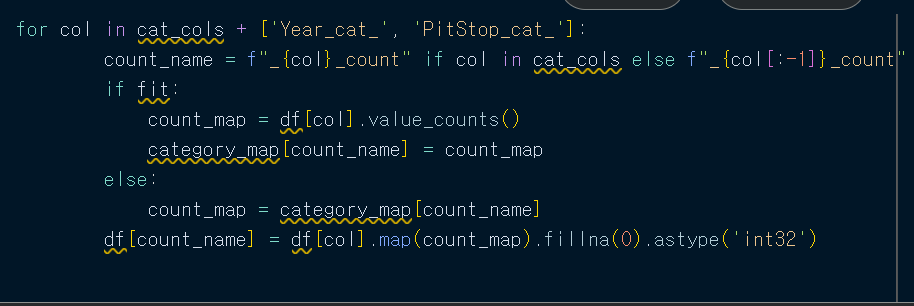 for col in cat_cols + ['Year_cat_', 'PitStop_cat_']:
count_name = f"_{col}_count" if col in cat_cols else f"_{col[:-1]}_count"
if fit:
count_map = df[col].value_counts()
category_map[count_name] = count_map
else:
count_map = category_map[count_name]
df[count_name] = df[col].map(count_map).fillna(0).astype('int32')